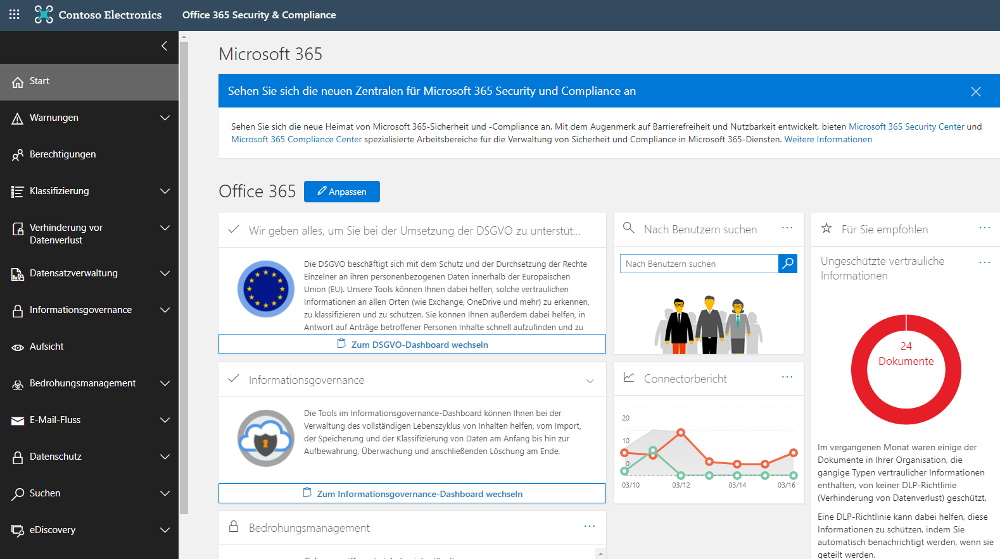 Contoso Electronics
Office 365 Security & Compliance
Start
Warnungen
Berechtigungen
Klassifizierung
Verhinderung vor
Datenverlust
Datensatzverwaltung
Informationsgovernance
Aufsicht
Bedrohungsmanagement
E-Mail-Fluss
Datenschutz
Suchen
eDiscovery
Microsoft 365
Sehen Sie sich die neuen Zentralen für Microsoft 365 Security und Compliance an
Sehen Sie sich die neue Heimat von Microsoft 365-Sicherheit und -Compliance an. Mit dem Augenmerk auf Barrierefreiheit und Nutzbarkeit entwickelt, bieten Microsoft 365 Security Center und
Microsoft 365 Compliance Center spezialisierte Arbeitsbereiche für die Verwaltung von Sicherheit und Compliance in Microsoft 365-Diensten. Weitere Informationen
Office 365
Anpassen
Wir geben alles, um Sie bei der Umsetzung der DSGVO zu unterstüt...
Die DSGVO beschäftigt sich mit dem Schutz und der Durchsetzung der Rechte
Einzelner an ihren personenbezogenen Daten innerhalb der Europäischen
Union (EU). Unsere Tools können Ihnen dabei helfen, solche vertraulichen
Informationen an allen Orten (wie Exchange, OneDrive und mehr) zu erkennen,
zu klassifizieren und zu schützen. Sie können Ihnen außerdem dabei helfen, in
Antwort auf Anträge betroffener Personen Inhalte schnell aufzufinden und zu
Zum DSGVO-Dashboard wechseln
Informationsgovernance
Die Tools im Informationsgovernance-Dashboard können Ihnen bei der
Verwaltung des vollständigen Lebenszyklus von Inhalten helfen, vom Import,
der Speicherung und der Klassifizierung von Daten am Anfang bis hin zur
Aufbewahrung, Überwachung und anschließenden Löschung am Ende.
Zum Informationsgovernance-Dashboard wechseln
Bedrohungsmanagement
Nach Benutzern suchen
Nach Benutzern suchen
Connectorbericht
20
10
0
03/10 03/12 03/14 03/16
Für Sie empfohlen
Ungeschützte vertrauliche
Informationen
24
Dokumente
Im vergangenen Monat waren einige der
Dokumente in Ihrer Organisation, die
gängige Typen vertraulicher Informationen
enthalten, von keiner DLP-Richtlinie
(Verhinderung von Datenverlust) geschützt.
Eine DLP-Richtlinie kann dabei helfen, diese
Informationen zu schützen, indem Sie
automatisch benachrichtigt werden, wenn sie
geteilt werden.